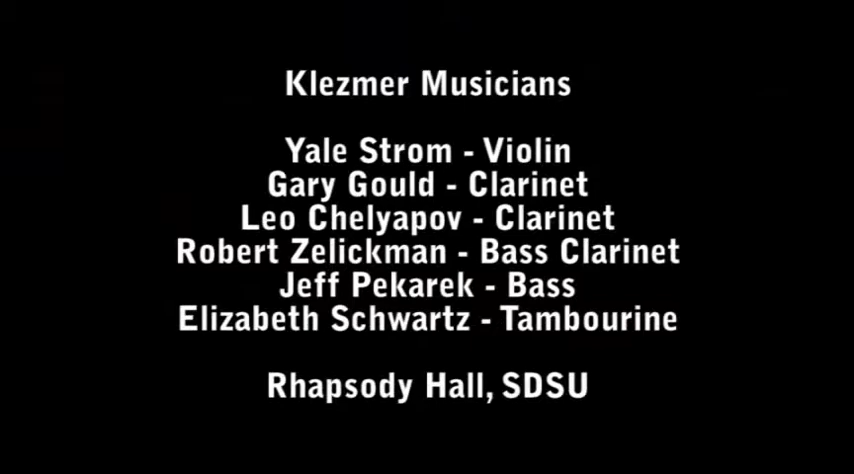 Klezmer Musicians
Yale Strom - Violin
Gary Gould - Clarinet
Leo Chelyapov - Clarinet
Robert Zelickman - Bass Clarinet
Jeff Pekarek - Bass
Elizabeth Schwartz - Tambourine
Rhapsody Hall, SDSU